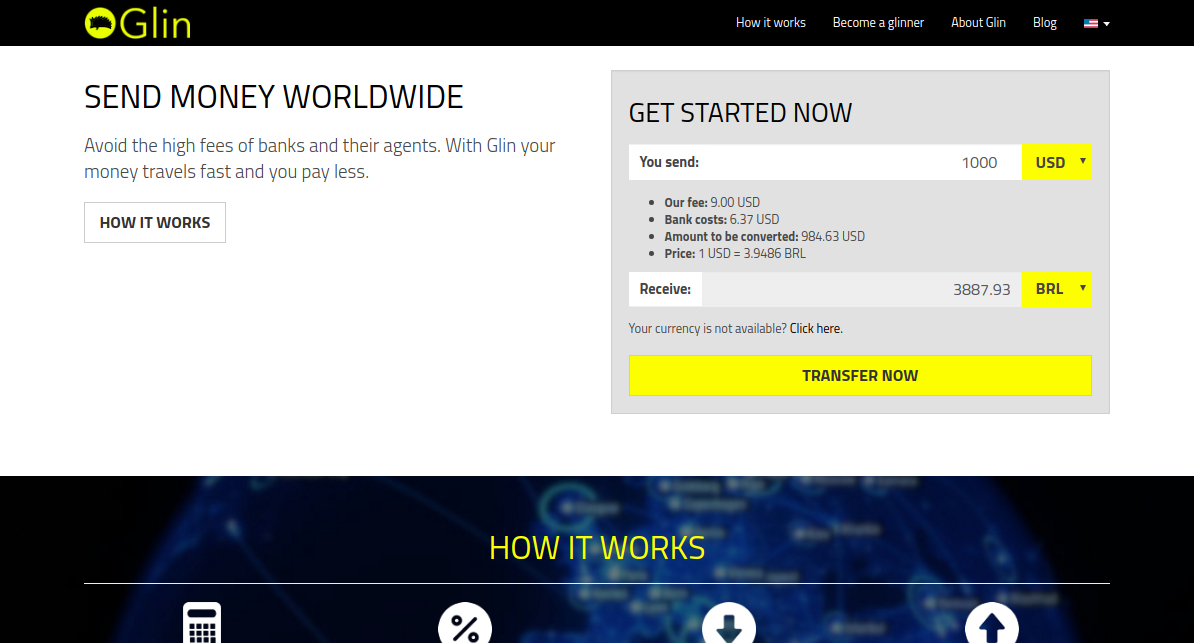 Glin
How it works
Become a glinner
About Glin
Blog
SEND MONEY WORLDWIDE
Avoid the high fees of banks and their agents. With Glin your
money travels fast and you pay less.
HOW IT WORKS
GET STARTED NOW
You send: 1000 USD
Our fee: 9.00 USD
Bank costs: 6.37 USD
Amount to be converted: 984.63 USD
Price: 1 USD = 3.9486 BRL
Receive: 3887.93 BRL
Your currency is not available? Click here.
TRANSFER NOW
HOW IT WORKS
%